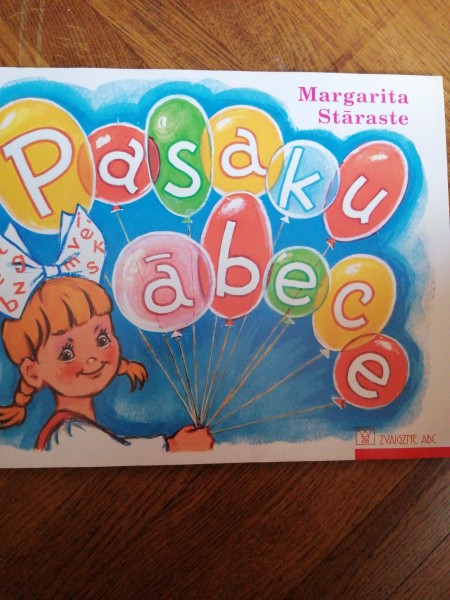 Margarita
Stāraste
Pasaku
ābece
ZVAIGZNE ABC